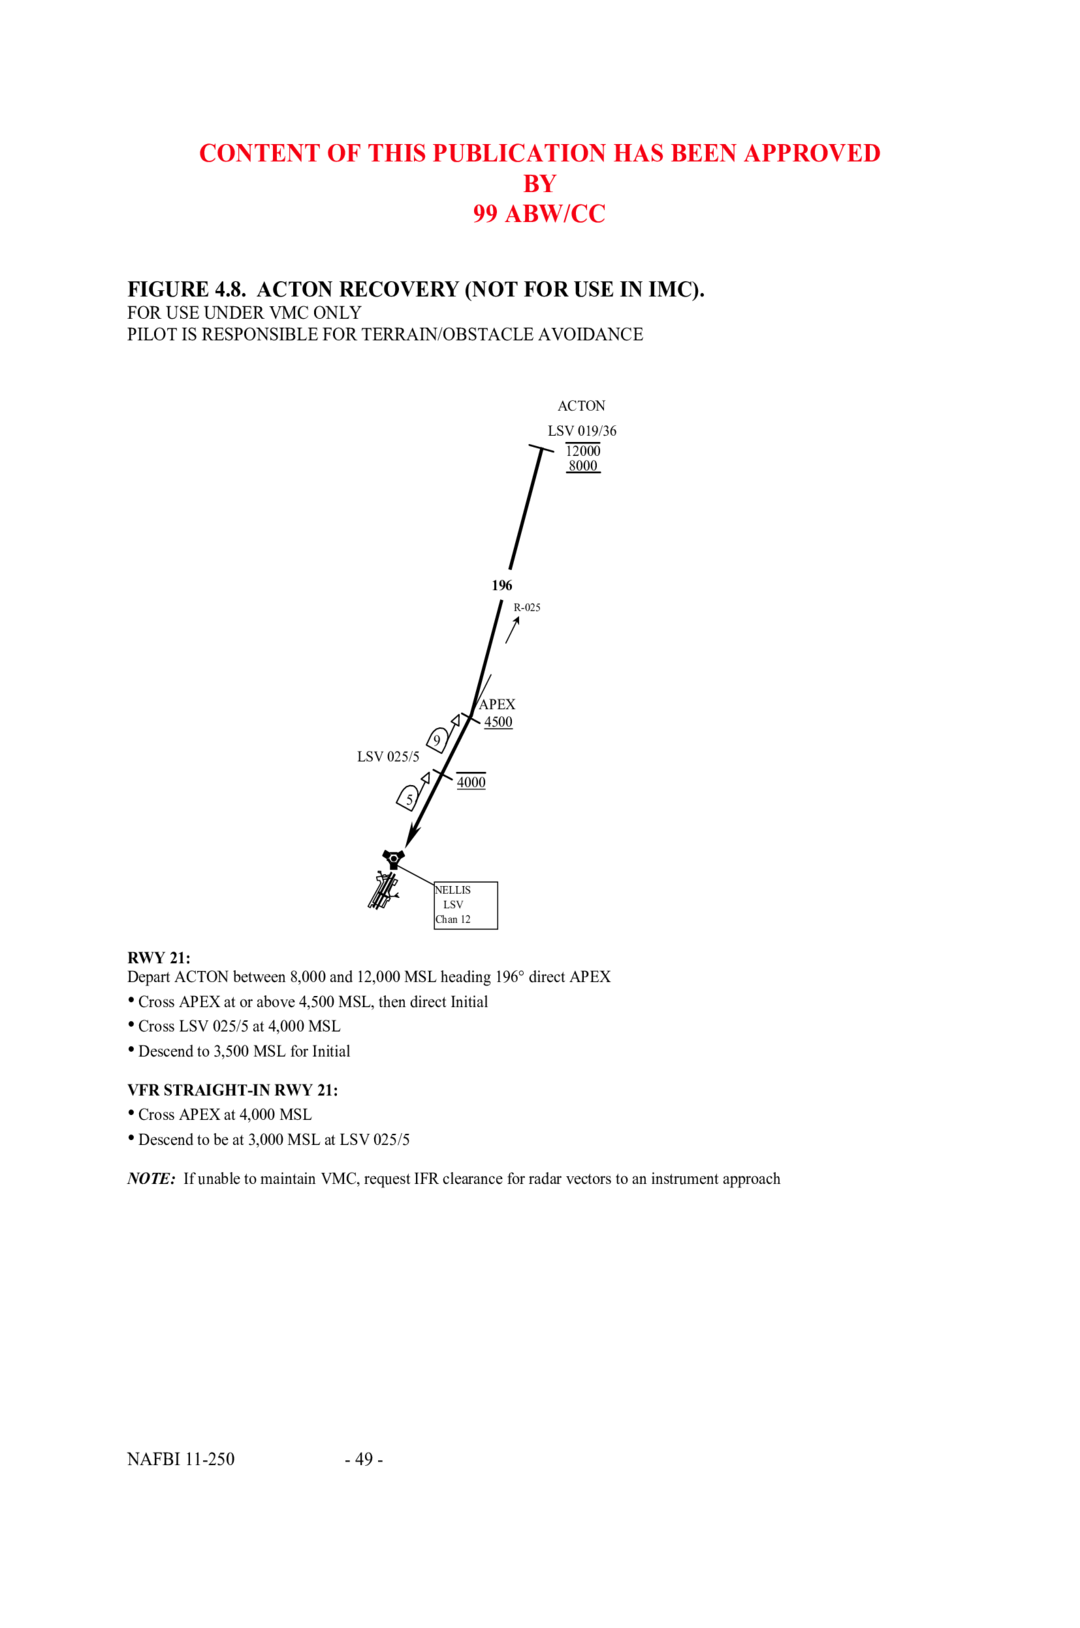 CONTENT OF THIS PUBLICATION HAS BEEN APPROVED
BY
99 ABW/CC
FIGURE 4.8.  ACTON RECOVERY (NOT FOR USE IN IMC).
FOR USE UNDER VMC ONLY
PILOT IS RESPONSIBLE FOR TERRAIN/OBSTACLE AVOIDANCE
ACTON
LSV 019/36
12000
8000
196
R-025
APEX
4500
9
LSV 025/5
4000
5
NELLIS
LSV
Chan 12
RWY 21:
Depart ACTON between 8,000 and 12,000 MSL heading 196° direct APEX
• Cross APEX at or above 4,500 MSL, then direct Initial
• Cross LSV 025/5 at 4,000 MSL
• Descend to 3,500 MSL for Initial
VFR STRAIGHT-IN RWY 21:
• Cross APEX at 4,000 MSL
• Descend to be at 3,000 MSL at LSV 025/5
NOTE:  If unable to maintain VMC, request IFR clearance for radar vectors to an instrument approach
NAFBI 11-250 - 49 -